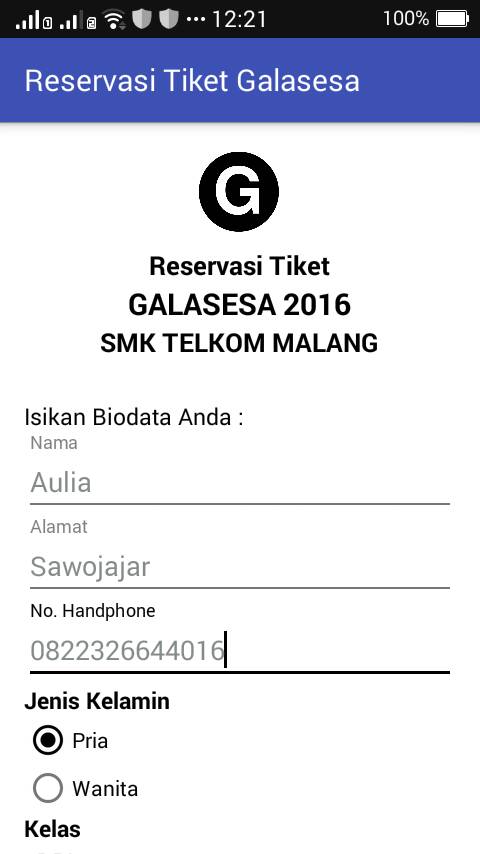 12:21 100%
Reservasi Tiket Galasesa
G
Reservasi Tiket
GALASESA 2016
SMK TELKOM MALANG
Isikan Biodata Anda :
Nama
Aulia
Alamat
Sawojajar
No. Handphone
0822326644016
Jenis Kelamin
Pria
Wanita
Kelas